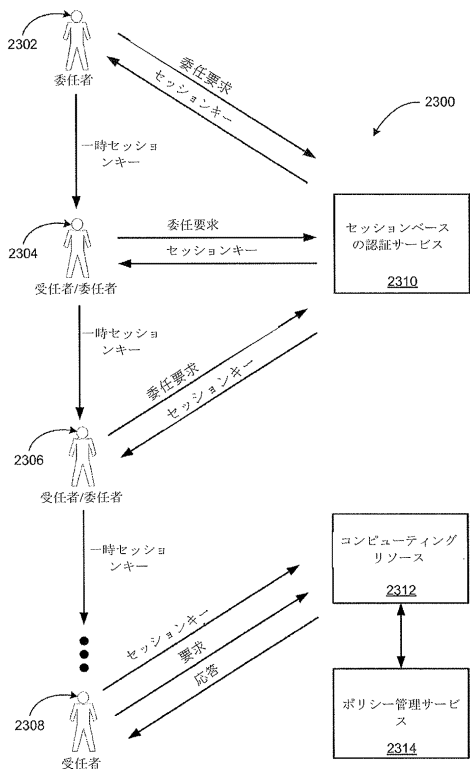 2302
委任者
委任要求
セッションキー
2300
一時セッショ
ンキー
2304
受任者/委任者
委任要求
セッションキー
セッションベース
の認証サービス
2310
一時セッショ
ンキー
委任要求
セッションキー
2306
受任者/委任者
一時セッショ
ンキー
コンピューティング
リソース
2312
セッションキー
要求
応答
2308
受任者
ポリシー管理サービ
ス
2314